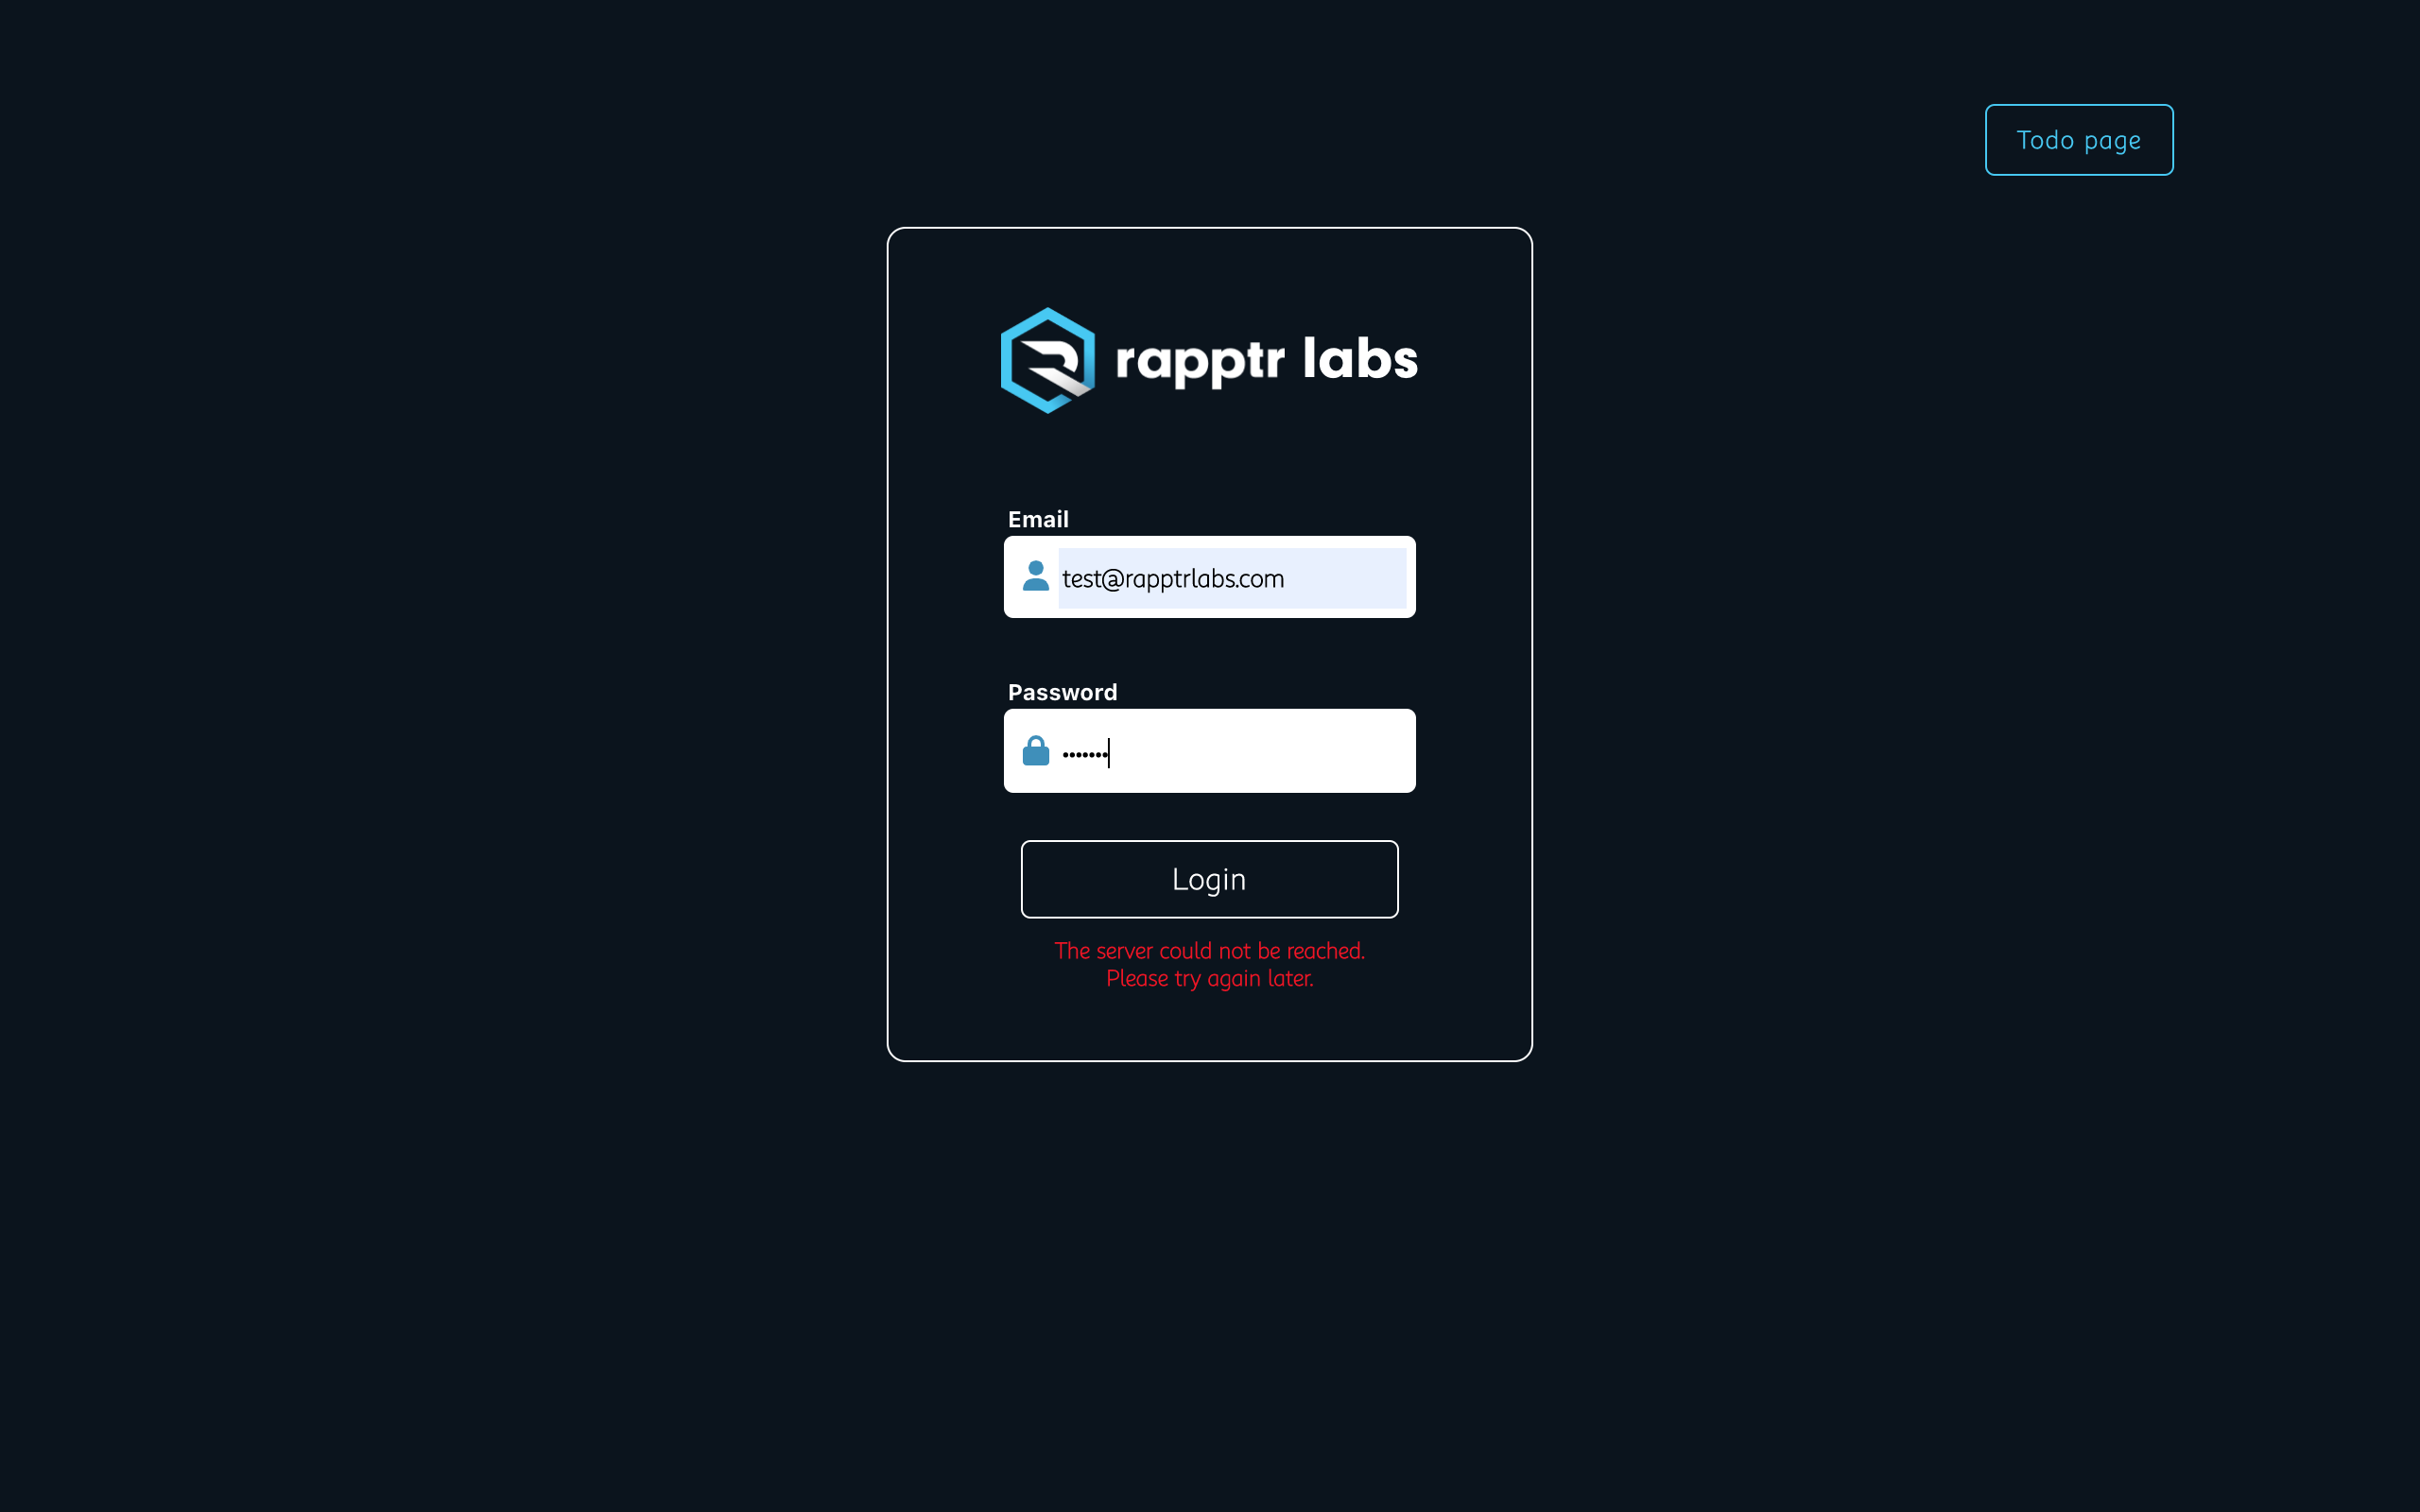 Todo page
rapptr labs
Email
test@rapptrlabs.com
Password
•••••••
Login
The server could not be reached.
Please try again later.